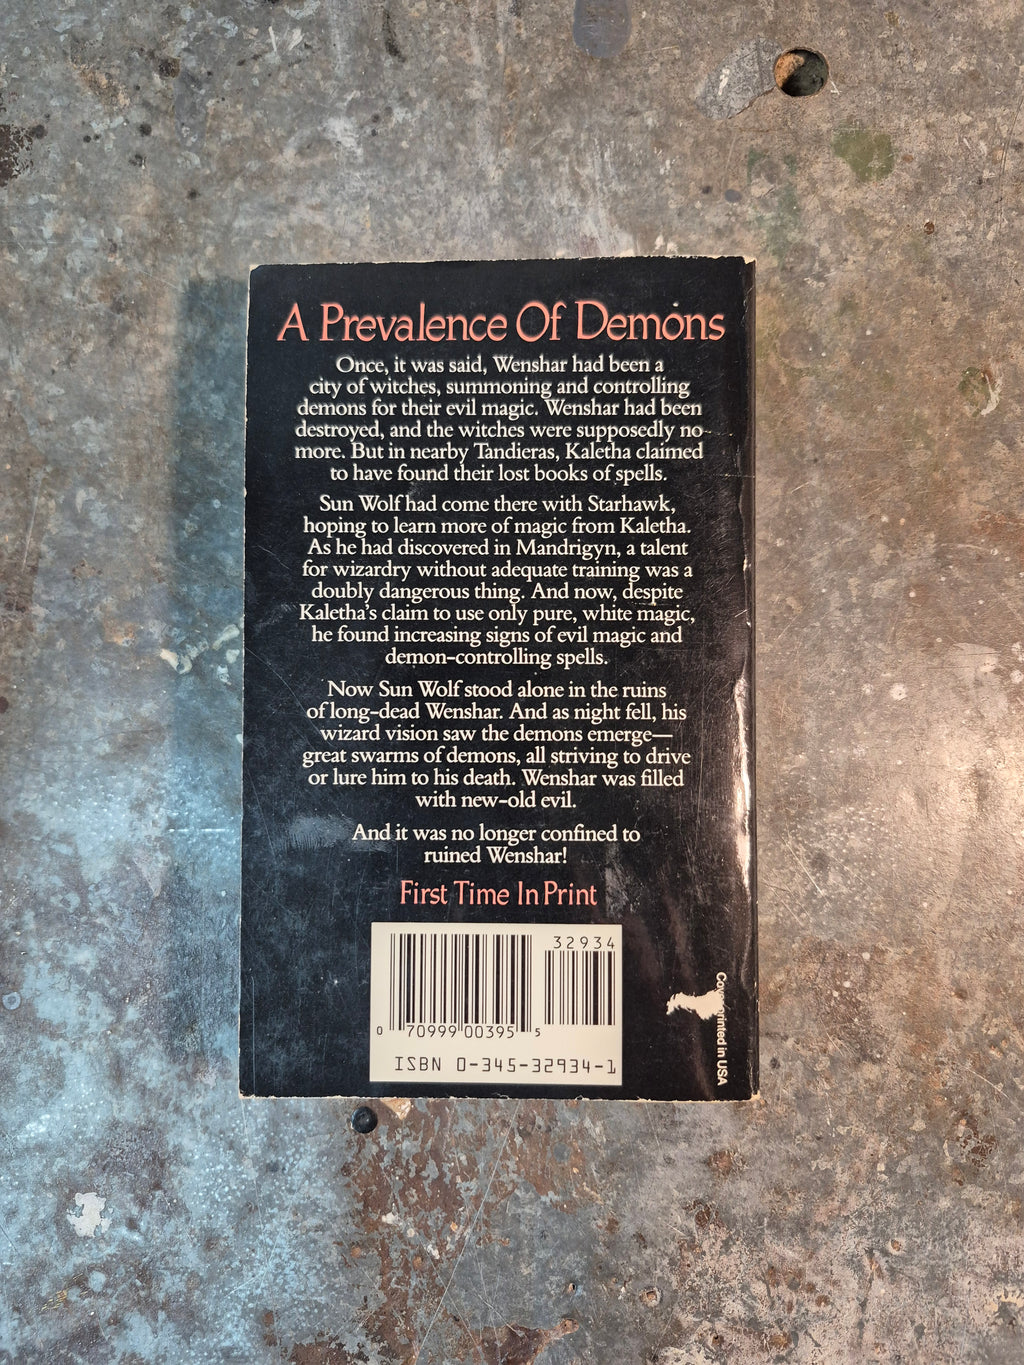 A Prevalence Of Demons
Once, it was said, Wenshar had been a
city of witches, summoning and controlling
demons for their evil magic. Wenshar had been
destroyed, and the witches were supposedly no
more. But in nearby Tandieras, Kaletha claimed
to have found their lost books of spells.
Sun Wolf had come there with Starhawk,
hoping to learn more of magic from Kaletha.
As he had discovered in Mandrigyn, a talent
for wizardry without adequate training was a
doubly dangerous thing. And now, despite
Kaletha's claim to use only pure, white magic,
he found increasing signs of evil magic and
demon-controlling spells.
Now Sun Wolf stood alone in the ruins
of long-dead Wenshar. And as night fell, his
wizard vision saw the demons emerge—
great swarms of demons, all striving to drive
or lure him to his death. Wenshar was filled
with new-old evil.
And it was no longer confined to
ruined Wenshar!
First Time In Print
32934
0 70999 00395 5
ISBN 0-345-32934-1
in USA